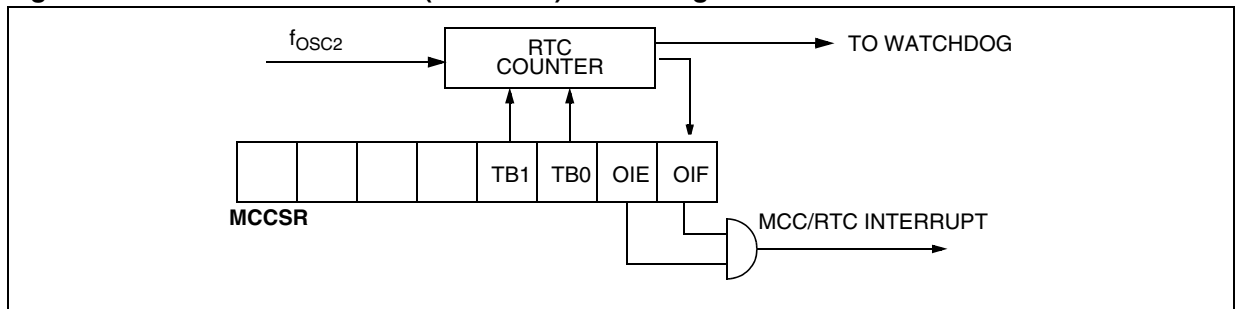 fOSC2
RTC
COUNTER
TO WATCHDOG
TB1 TB0 OIE OIF
MCCSR
MCC/RTC INTERRUPT